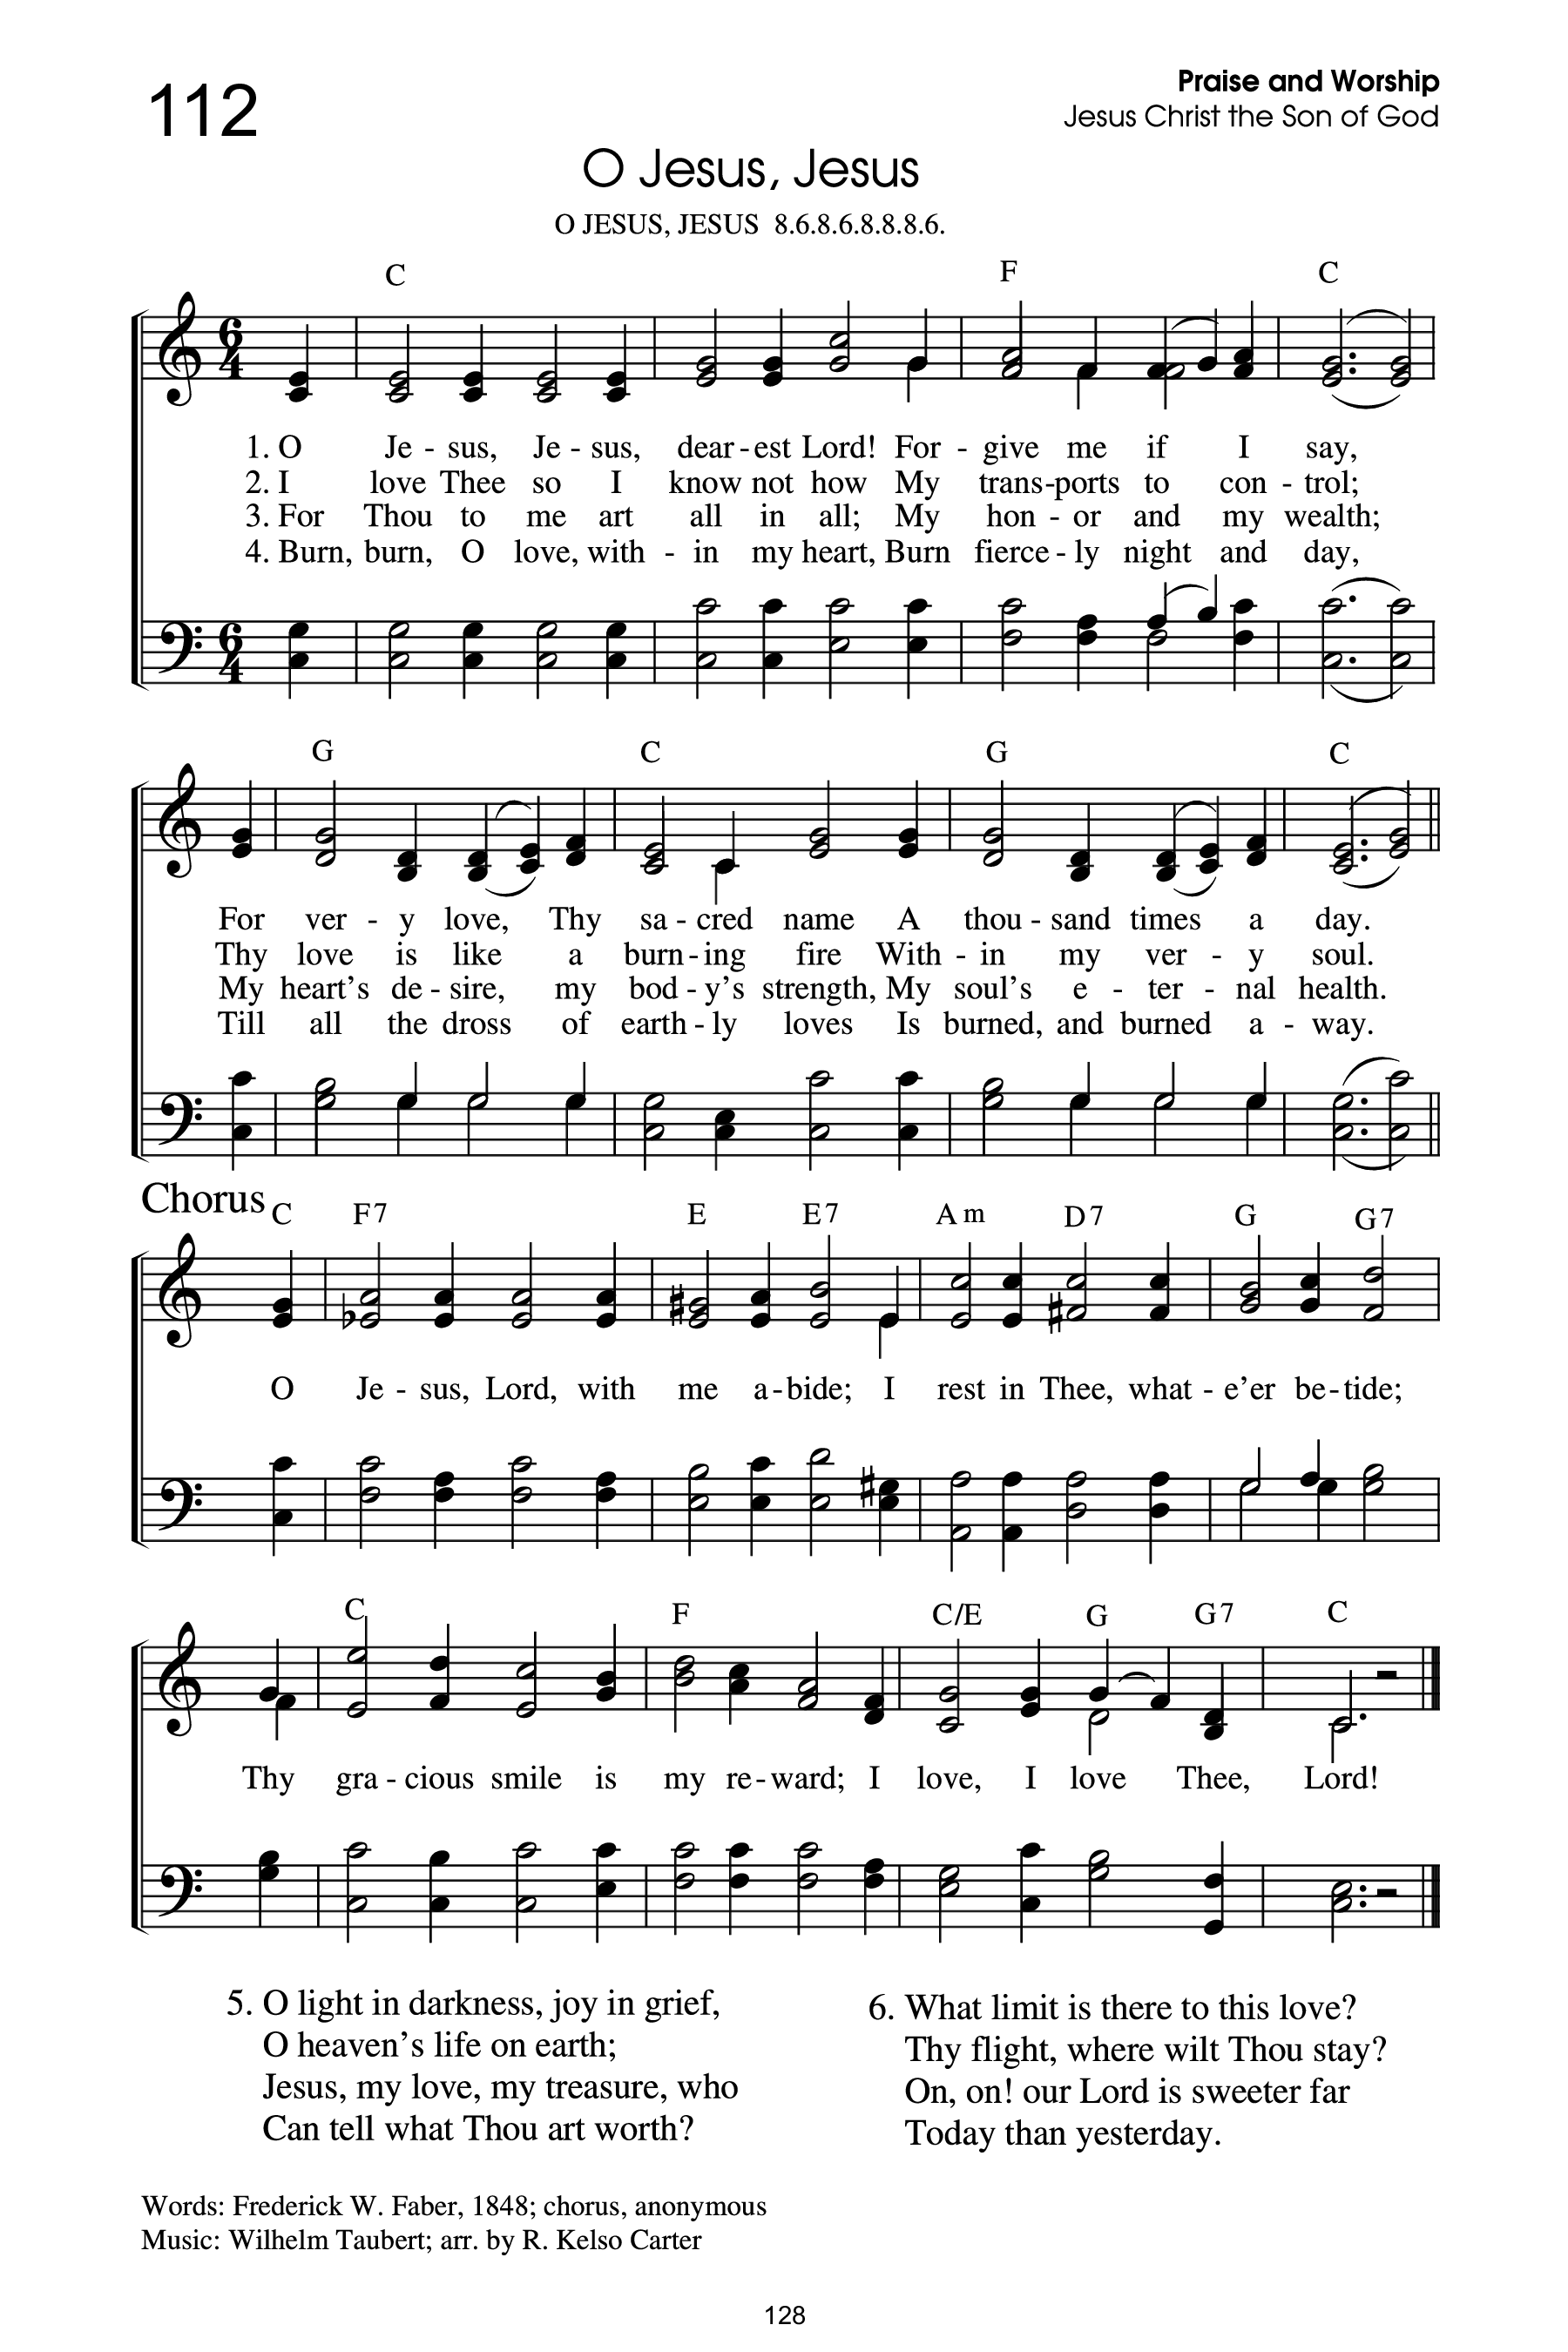 112
Praise and Worship
Jesus Christ the Son of God
O Jesus, Jesus
O JESUS, JESUS 8.6.8.6.8.8.8.6.
C F C
6 4
1. O Je - sus, Je - sus, dear - est Lord! For - give me if I say,
2. I love Thee so I know not how My trans - ports to con - trol;
3. For Thou to me art all in all; My hon - or and my wealth;
4. Burn, burn, O love, with - in my heart, Burn fierce - ly night and day,
6 4
G C G C
For ver - y love, Thy sa - cred name A thou - sand times a day.
Thy love is like a burn - ing fire With - in my ver - y soul.
My heart's de - sire, my bod - y's strength, My soul's e - ter - nal health.
Till all the dross of earth - ly loves Is burned, and burned a - way.
Chorus
C F7 E E7 Am D7 G G7
O Je - sus, Lord, with me a - bide; I rest in Thee, what - e'er be - tide;
C F C/E G G7 C
Thy gra - cious smile is my re - ward; I love, I love Thee, Lord!
5. O light in darkness, joy in grief,
O heaven's life on earth;
Jesus, my love, my treasure, who
Can tell what Thou art worth?
6. What limit is there to this love?
Thy flight, where wilt Thou stay?
On, on! our Lord is sweeter far
Today than yesterday.
Words: Frederick W. Faber, 1848; chorus, anonymous
Music: Wilhelm Taubert; arr. by R. Kelso Carter
128